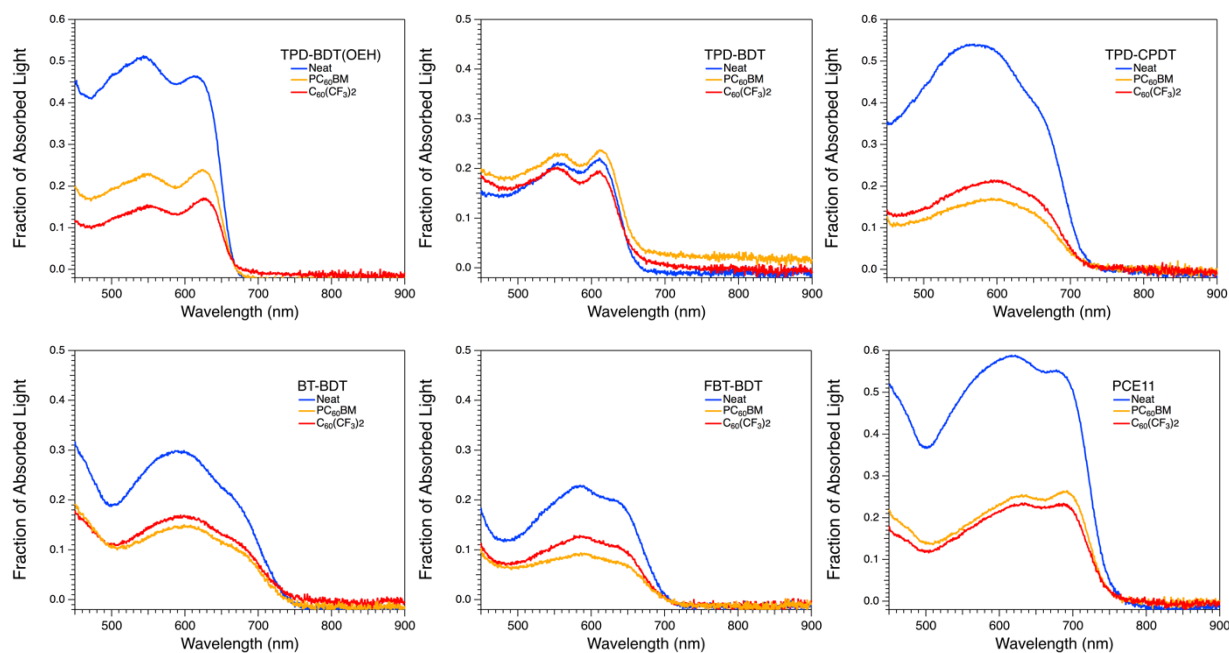 0.6
0.5
0.4
0.3
0.2
0.1
0.0
Fraction of Absorbed Light
TPD-BDT(OEH)
Neat
PC60BM
C60(CF3)2
500
600
700
800
900
Wavelength (nm)
0.5
0.4
0.3
0.2
0.1
0.0
Fraction of Absorbed Light
TPD-BDT
Neat
PC60BM
C60(CF3)2
500
600
700
800
900
Wavelength (nm)
0.6
0.5
0.4
0.3
0.2
0.1
0.0
Fraction of Absorbed Light
TPD-CPDT
Neat
PC60BM
C60(CF3)2
500
600
700
800
900
Wavelength (nm)
0.5
0.4
0.3
0.2
0.1
0.0
Fraction of Absorbed Light
BT-BDT
Neat
PC60BM
C60(CF3)2
500
600
700
800
900
Wavelength (nm)
0.5
0.4
0.3
0.2
0.1
0.0
Fraction of Absorbed Light
FBT-BDT
Neat
PC60BM
C60(CF3)2
500
600
700
800
900
Wavelength (nm)
0.6
0.5
0.4
0.3
0.2
0.1
0.0
Fraction of Absorbed Light
PCE11
Neat
PC60BM
C60(CF3)2
500
600
700
800
900
Wavelength (nm)